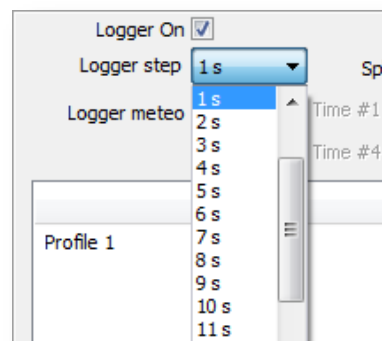 Logger On
Logger step 1 s Sp
Logger meteo
1 s
2 s
3 s
4 s
5 s
6 s
7 s
8 s
9 s
10 s
11 s
Time #1
Time #4
Profile 1